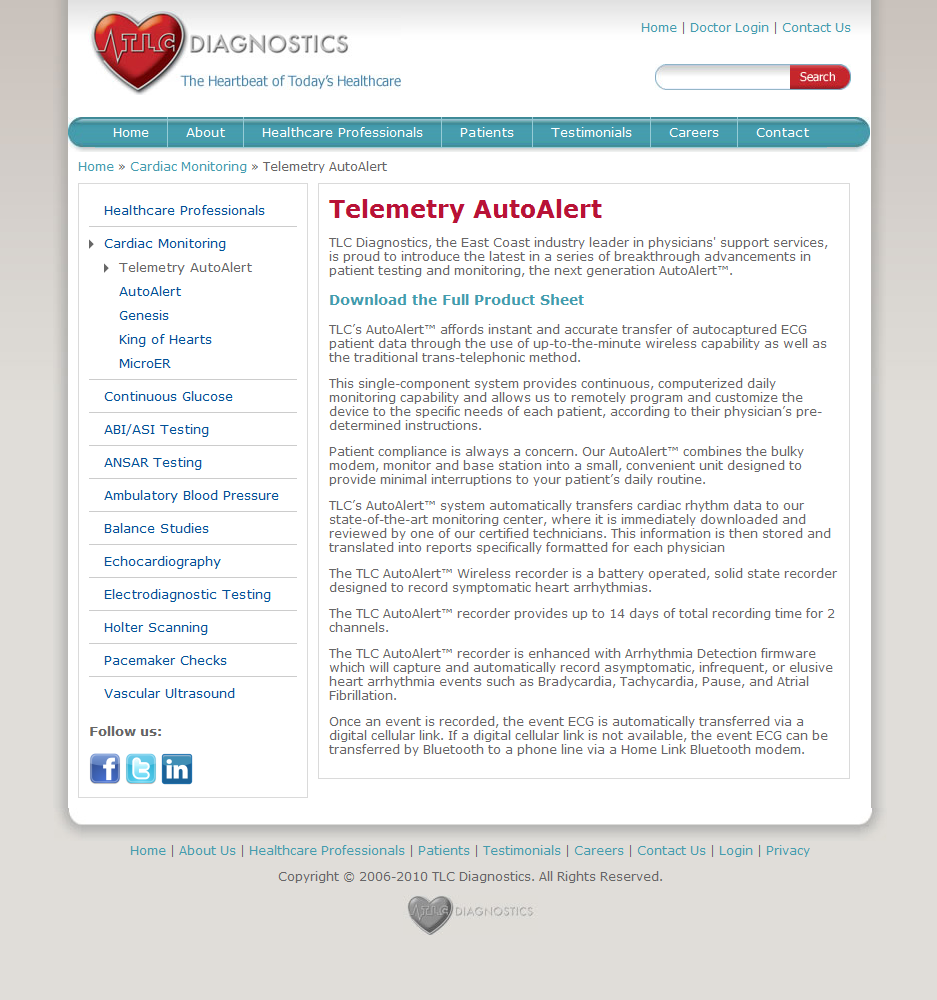 TLC DIAGNOSTICS
The Heartbeat of Today's Healthcare
Home | Doctor Login | Contact Us
Search
Home About Healthcare Professionals Patients Testimonials Careers Contact
Home » Cardiac Monitoring » Telemetry AutoAlert
Healthcare Professionals
Cardiac Monitoring
Telemetry AutoAlert
AutoAlert
Genesis
King of Hearts
MicroER
Continuous Glucose
ABI/ASI Testing
ANSAR Testing
Ambulatory Blood Pressure
Balance Studies
Echocardiography
Electrodiagnostic Testing
Holter Scanning
Pacemaker Checks
Vascular Ultrasound
Follow us:
Telemetry AutoAlert
TLC Diagnostics, the East Coast industry leader in physicians' support services,
is proud to introduce the latest in a series of breakthrough advancements in
patient testing and monitoring, the next generation AutoAlert™.
Download the Full Product Sheet
TLC’s AutoAlert™ affords instant and accurate transfer of autocaptured ECG
patient data through the use of up-to-the-minute wireless capability as well as
the traditional trans-telephonic method.
This single-component system provides continuous, computerized daily
monitoring capability and allows us to remotely program and customize the
device to the specific needs of each patient, according to their physician’s pre-
determined instructions.
Patient compliance is always a concern. Our AutoAlert™ combines the bulky
modem, monitor and base station into a small, convenient unit designed to
provide minimal interruptions to your patient’s daily routine.
TLC’s AutoAlert™ system automatically transfers cardiac rhythm data to our
state-of-the-art monitoring center, where it is immediately downloaded and
reviewed by one of our certified technicians. This information is then stored and
translated into reports specifically formatted for each physician
The TLC AutoAlert™ Wireless recorder is a battery operated, solid state recorder
designed to record symptomatic heart arrhythmias.
The TLC AutoAlert™ recorder provides up to 14 days of total recording time for 2
channels.
The TLC AutoAlert™ recorder is enhanced with Arrhythmia Detection firmware
which will capture and automatically record asymptomatic, infrequent, or elusive
heart arrhythmia events such as Bradycardia, Tachycardia, Pause, and Atrial
Fibrillation.
Once an event is recorded, the event ECG is automatically transferred via a
digital cellular link. If a digital cellular link is not available, the event ECG can be
transferred by Bluetooth to a phone line via a Home Link Bluetooth modem.
Home | About Us | Healthcare Professionals | Patients | Testimonials | Careers | Contact Us | Login | Privacy
Copyright © 2006-2010 TLC Diagnostics. All Rights Reserved.
TLC DIAGNOSTICS